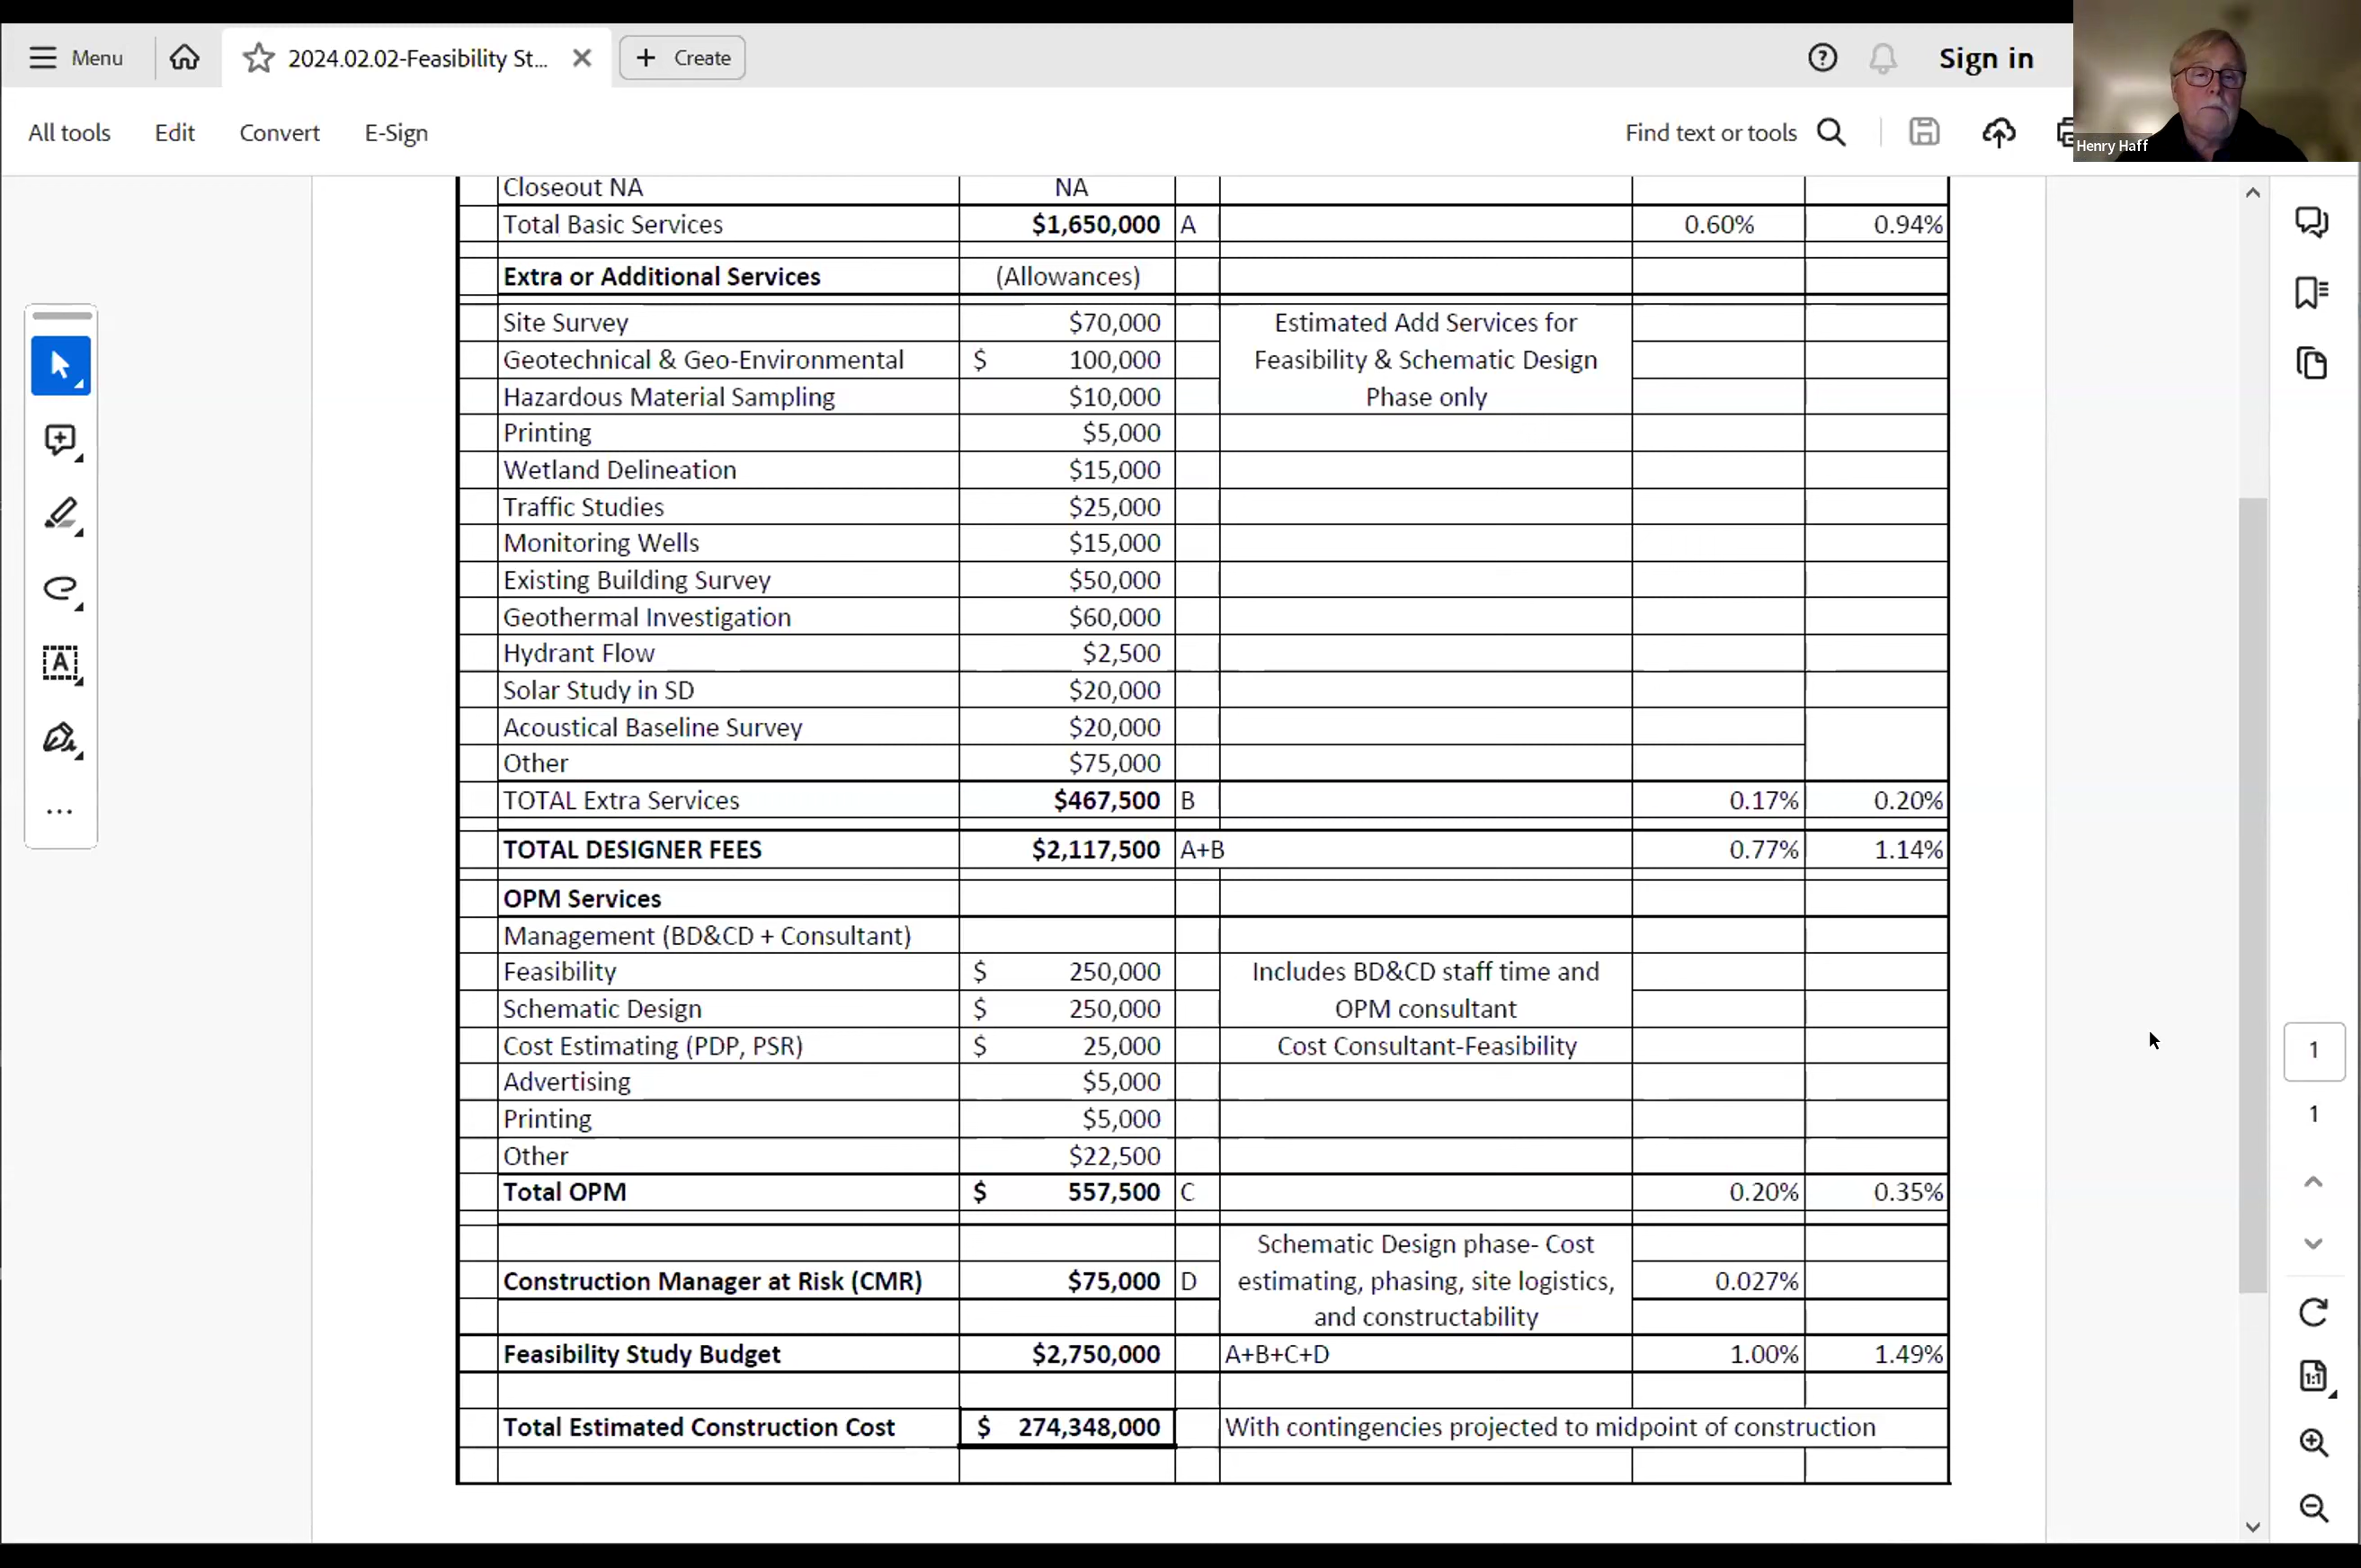 Menu
2024.02.02-Feasibility St...
Create
Sign in
All tools Edit Convert E-Sign
Find text or tools
Henry Haff
Closeout NA NA
Total Basic Services $1,650,000 A 0.60% 0.94%
Extra or Additional Services (Allowances)
Site Survey $70,000 Estimated Add Services for
Geotechnical & Geo-Environmental $ 100,000 Feasibility & Schematic Design
Hazardous Material Sampling $10,000 Phase only
Printing $5,000
Wetland Delineation $15,000
Traffic Studies $25,000
Monitoring Wells $15,000
Existing Building Survey $50,000
Geothermal Investigation $60,000
Hydrant Flow $2,500
Solar Study in SD $20,000
Acoustical Baseline Survey $20,000
Other $75,000
TOTAL Extra Services $467,500 B 0.17% 0.20%
TOTAL DESIGNER FEES $2,117,500 A+B 0.77% 1.14%
OPM Services
Management (BD&CD + Consultant)
Feasibility $ 250,000 Includes BD&CD staff time and
Schematic Design $ 250,000 OPM consultant
Cost Estimating (PDP, PSR) $ 25,000 Cost Consultant-Feasibility
Advertising $5,000
Printing $5,000
Other $22,500
Total OPM $ 557,500 C 0.20% 0.35%
Schematic Design phase- Cost
Construction Manager at Risk (CMR) $75,000 D estimating, phasing, site logistics, 0.027%
and constructability
Feasibility Study Budget $2,750,000 A+B+C+D 1.00% 1.49%
Total Estimated Construction Cost $ 274,348,000 With contingencies projected to midpoint of construction
1
1
1:1